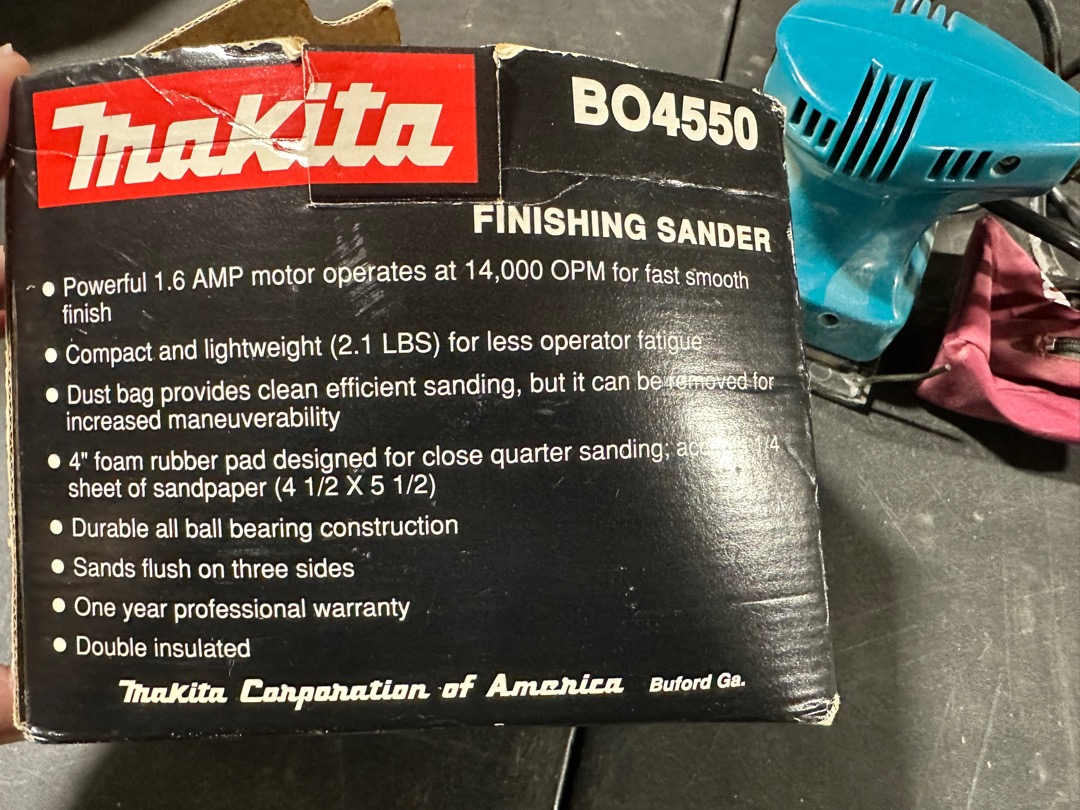 Makita
BO4550
FINISHING SANDER
• Powerful 1.6 AMP motor operates at 14,000 OPM for fast smooth
finish
• Compact and lightweight (2.1 LBS) for less operator fatigue
• Dust bag provides clean efficient sanding, but it can be removed for
increased maneuverability
• 4" foam rubber pad designed for close quarter sanding; 1/4
sheet of sandpaper (4 1/2 X 5 1/2)
• Durable all ball bearing construction
• Sands flush on three sides
• One year professional warranty
• Double insulated
Makita Corporation of America Buford Ga.